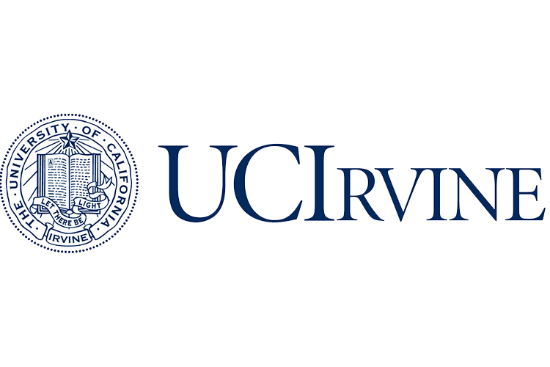 THE · UNIVERSITY · OF · CALIFORNIA ·
LET THERE BE LIGHT
IRVINE
UCIRVINE